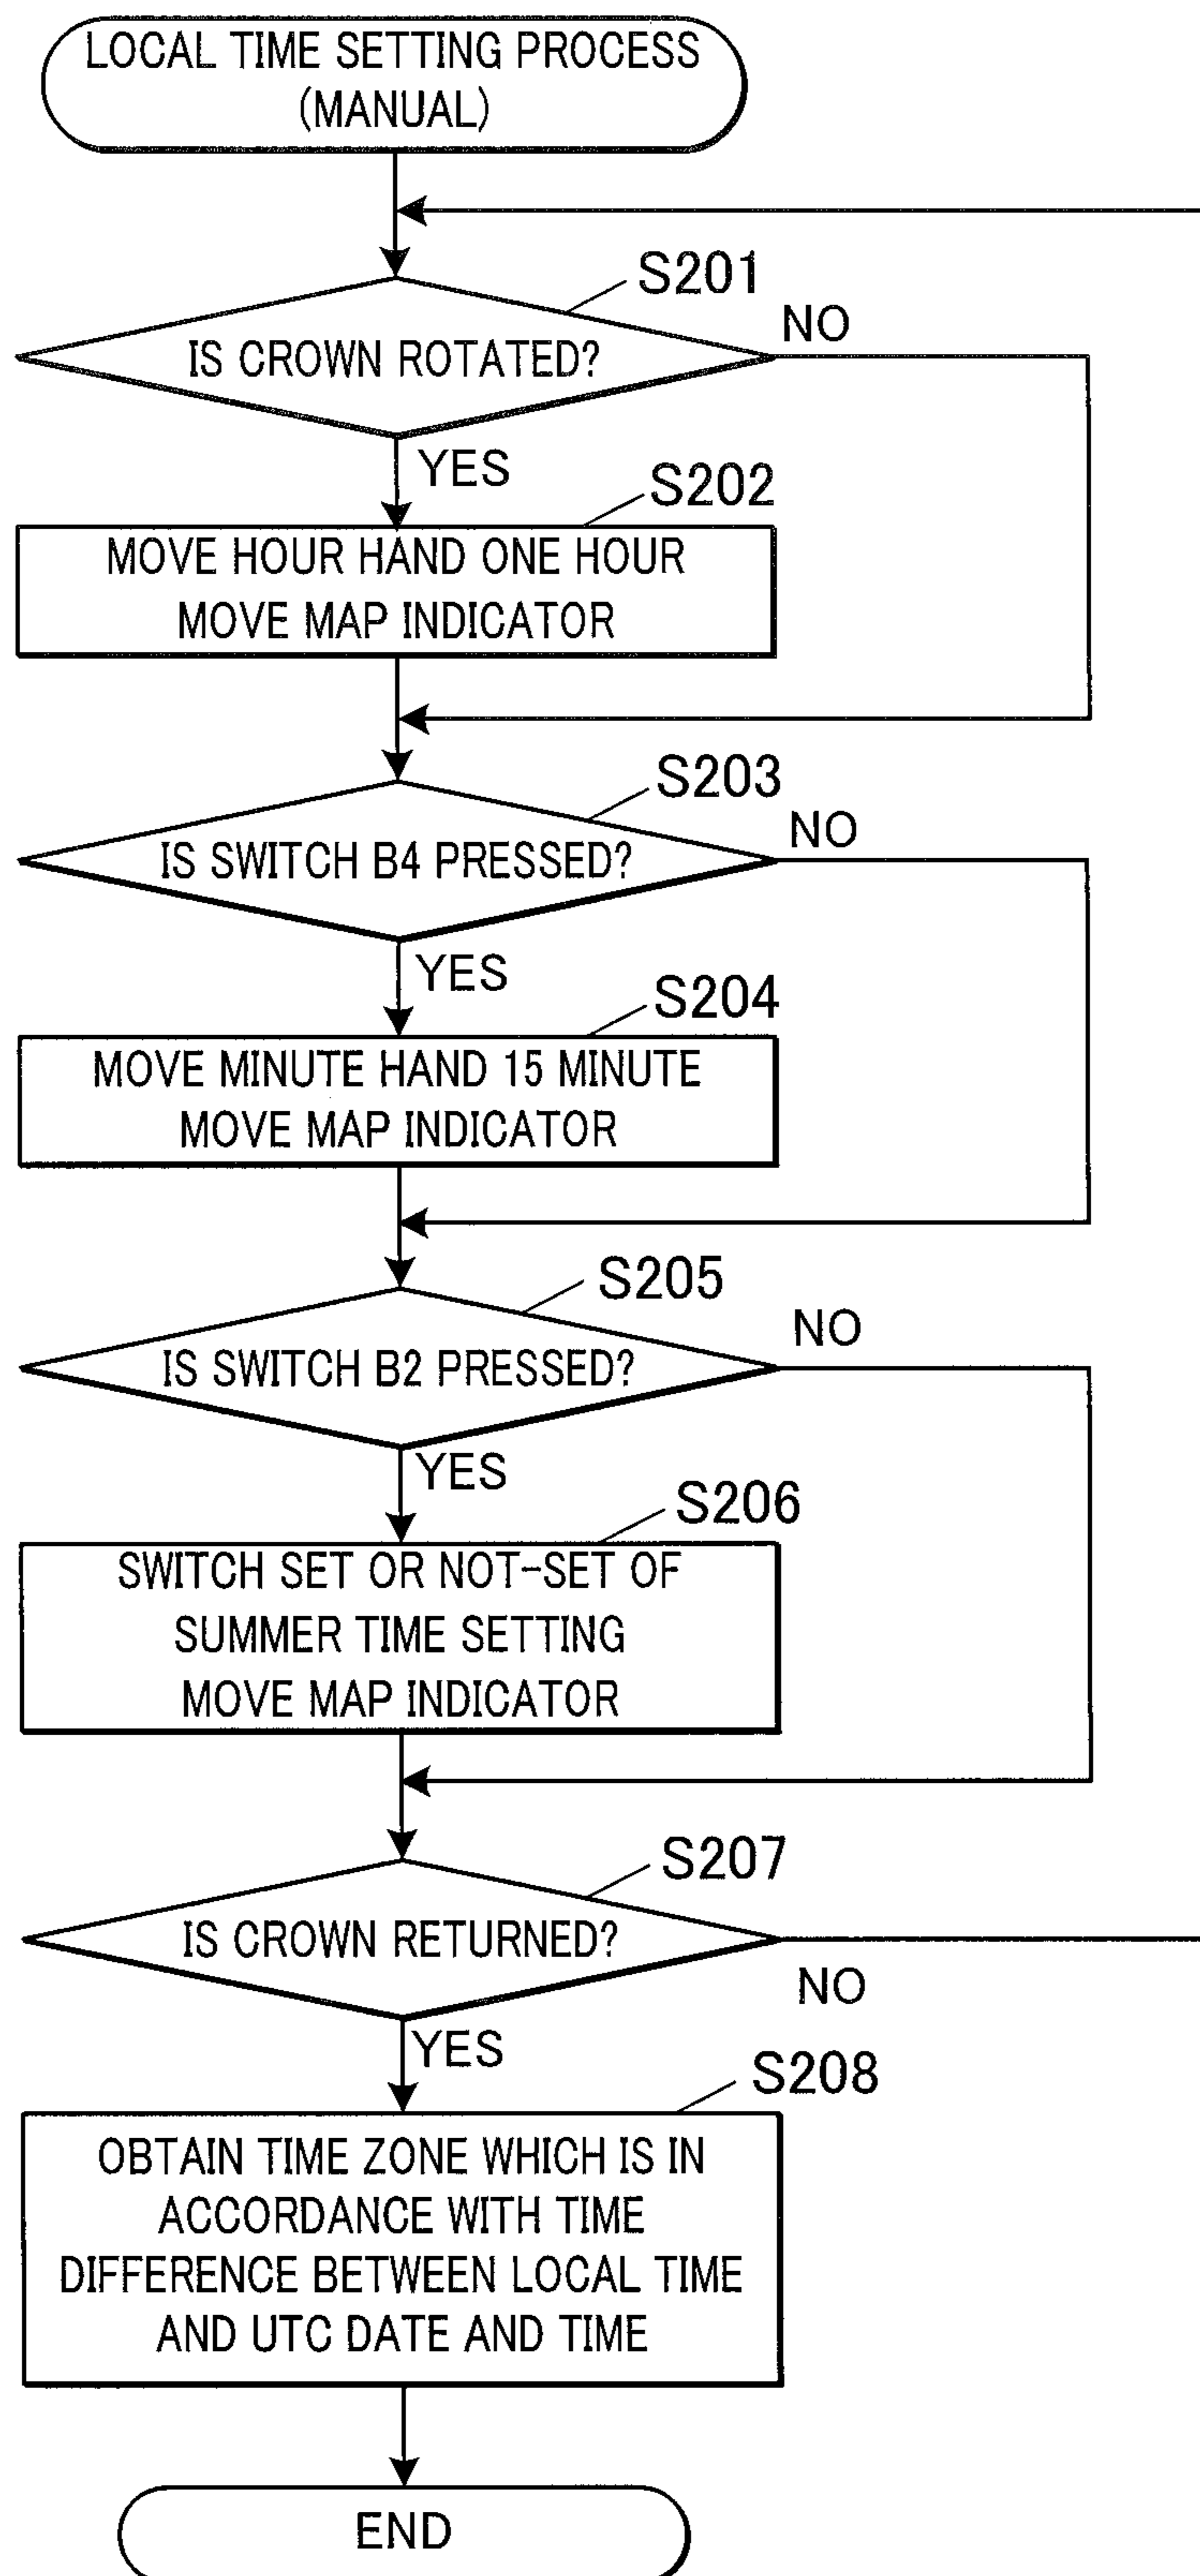 LOCAL TIME SETTING PROCESS
(MANUAL)
S201
IS CROWN ROTATED?
NO
YES
S202
MOVE HOUR HAND ONE HOUR
MOVE MAP INDICATOR
S203
IS SWITCH B4 PRESSED?
NO
YES
S204
MOVE MINUTE HAND 15 MINUTE
MOVE MAP INDICATOR
S205
IS SWITCH B2 PRESSED?
NO
YES
S206
SWITCH SET OR NOT-SET OF
SUMMER TIME SETTING
MOVE MAP INDICATOR
S207
IS CROWN RETURNED?
NO
YES
S208
OBTAIN TIME ZONE WHICH IS IN
ACCORDANCE WITH TIME
DIFFERENCE BETWEEN LOCAL TIME
AND UTC DATE AND TIME
END